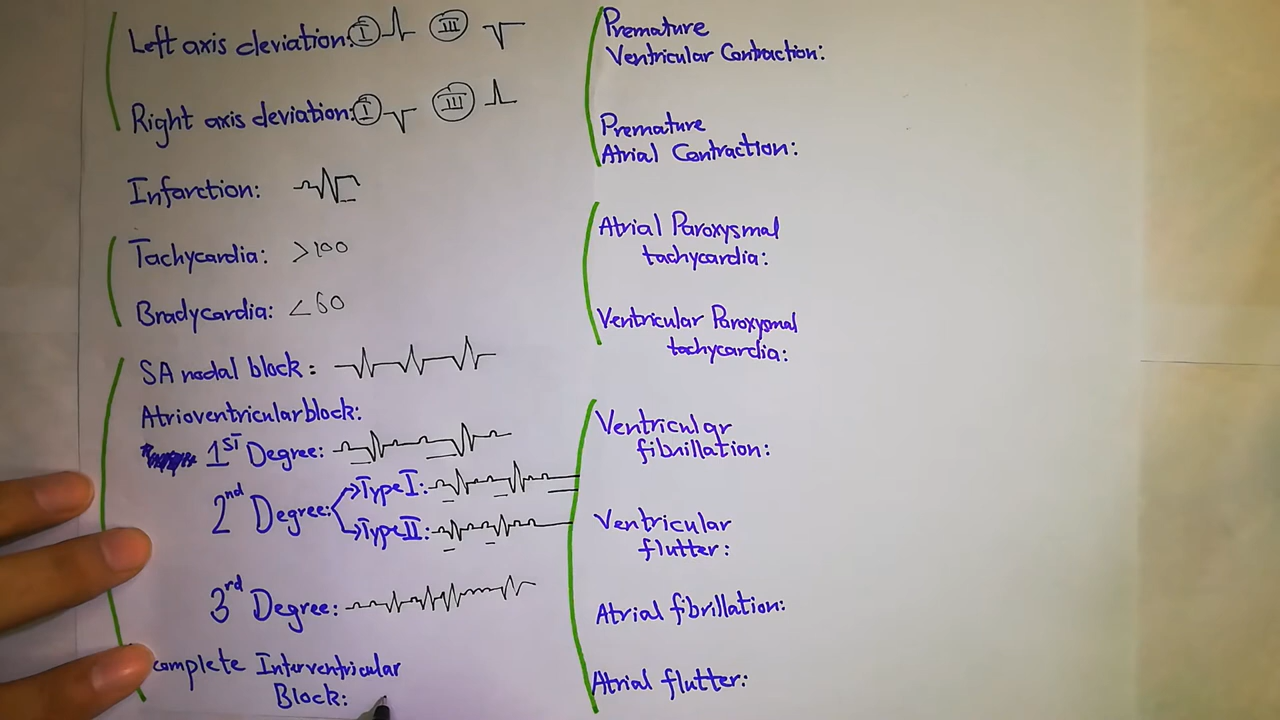 Left axis deviation: I III
Right axis deviation: I III
Infarction:
Tachycardia: >100
Bradycardia: <60
SA nodal block:
Atrioventricular block:
1st Degree:
2nd Degree:
Type I:
Type II:
3rd Degree:
complete Interventricular
Block:
Premature
Ventricular Contraction:
Premature
Atrial Contraction:
Atrial Paroxysmal
tachycardia:
Ventricular Paroxysmal
tachycardia:
Ventricular
fibrillation:
Ventricular
flutter:
Atrial fibrillation:
Atrial flutter: